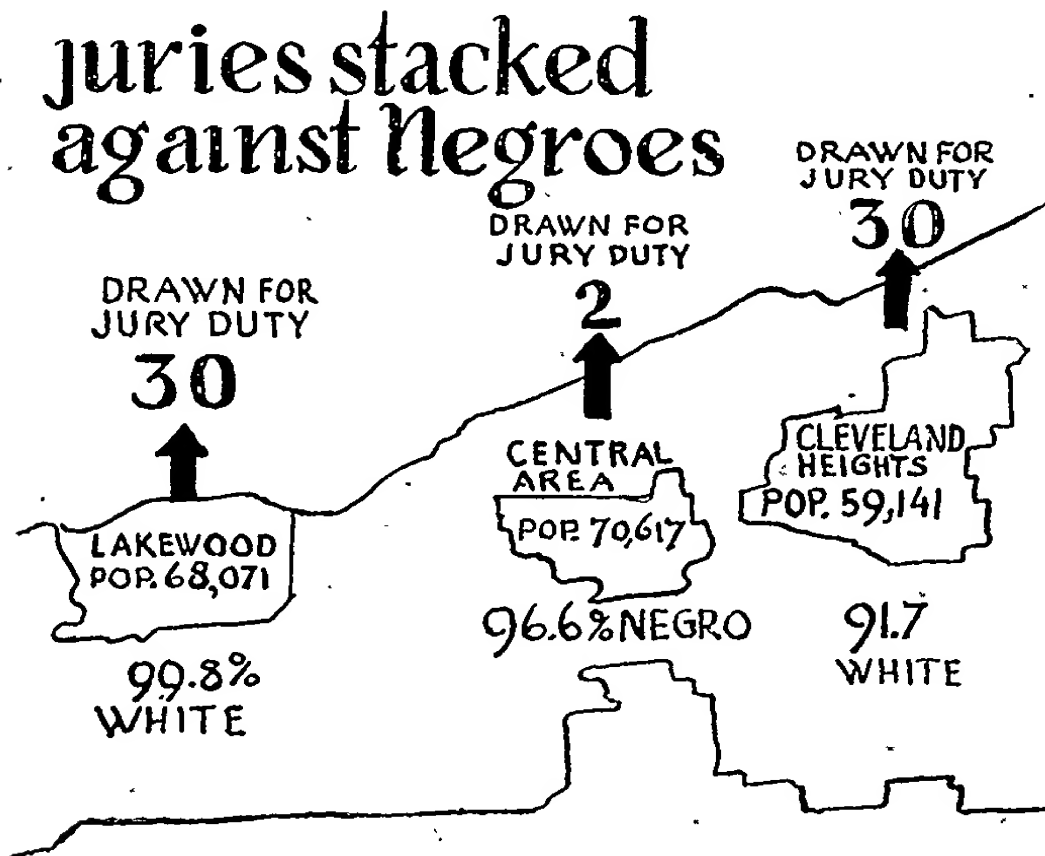 juries stacked
against Negroes
DRAWN FOR
JURY DUTY
30
LAKEWOOD
POP. 68,071
99.8%
WHITE
DRAWN FOR
JURY DUTY
2
CENTRAL
AREA
POP. 70,617
96.6% NEGRO
DRAWN FOR
JURY DUTY
30
CLEVELAND
HEIGHTS
POP. 59,141
91.7
WHITE